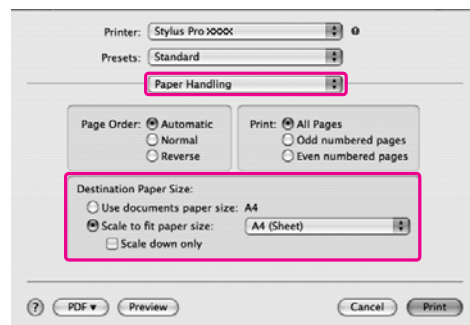 Printer: Stylus Pro XXXX
Presets: Standard
Paper Handling
Page Order: Automatic
Normal
Reverse
Print: All Pages
Odd numbered pages
Even numbered pages
Destination Paper Size:
Use documents paper size: A4
Scale to fit paper size: A4 (Sheet)
Scale down only
? PDF ▾ Preview Cancel Print